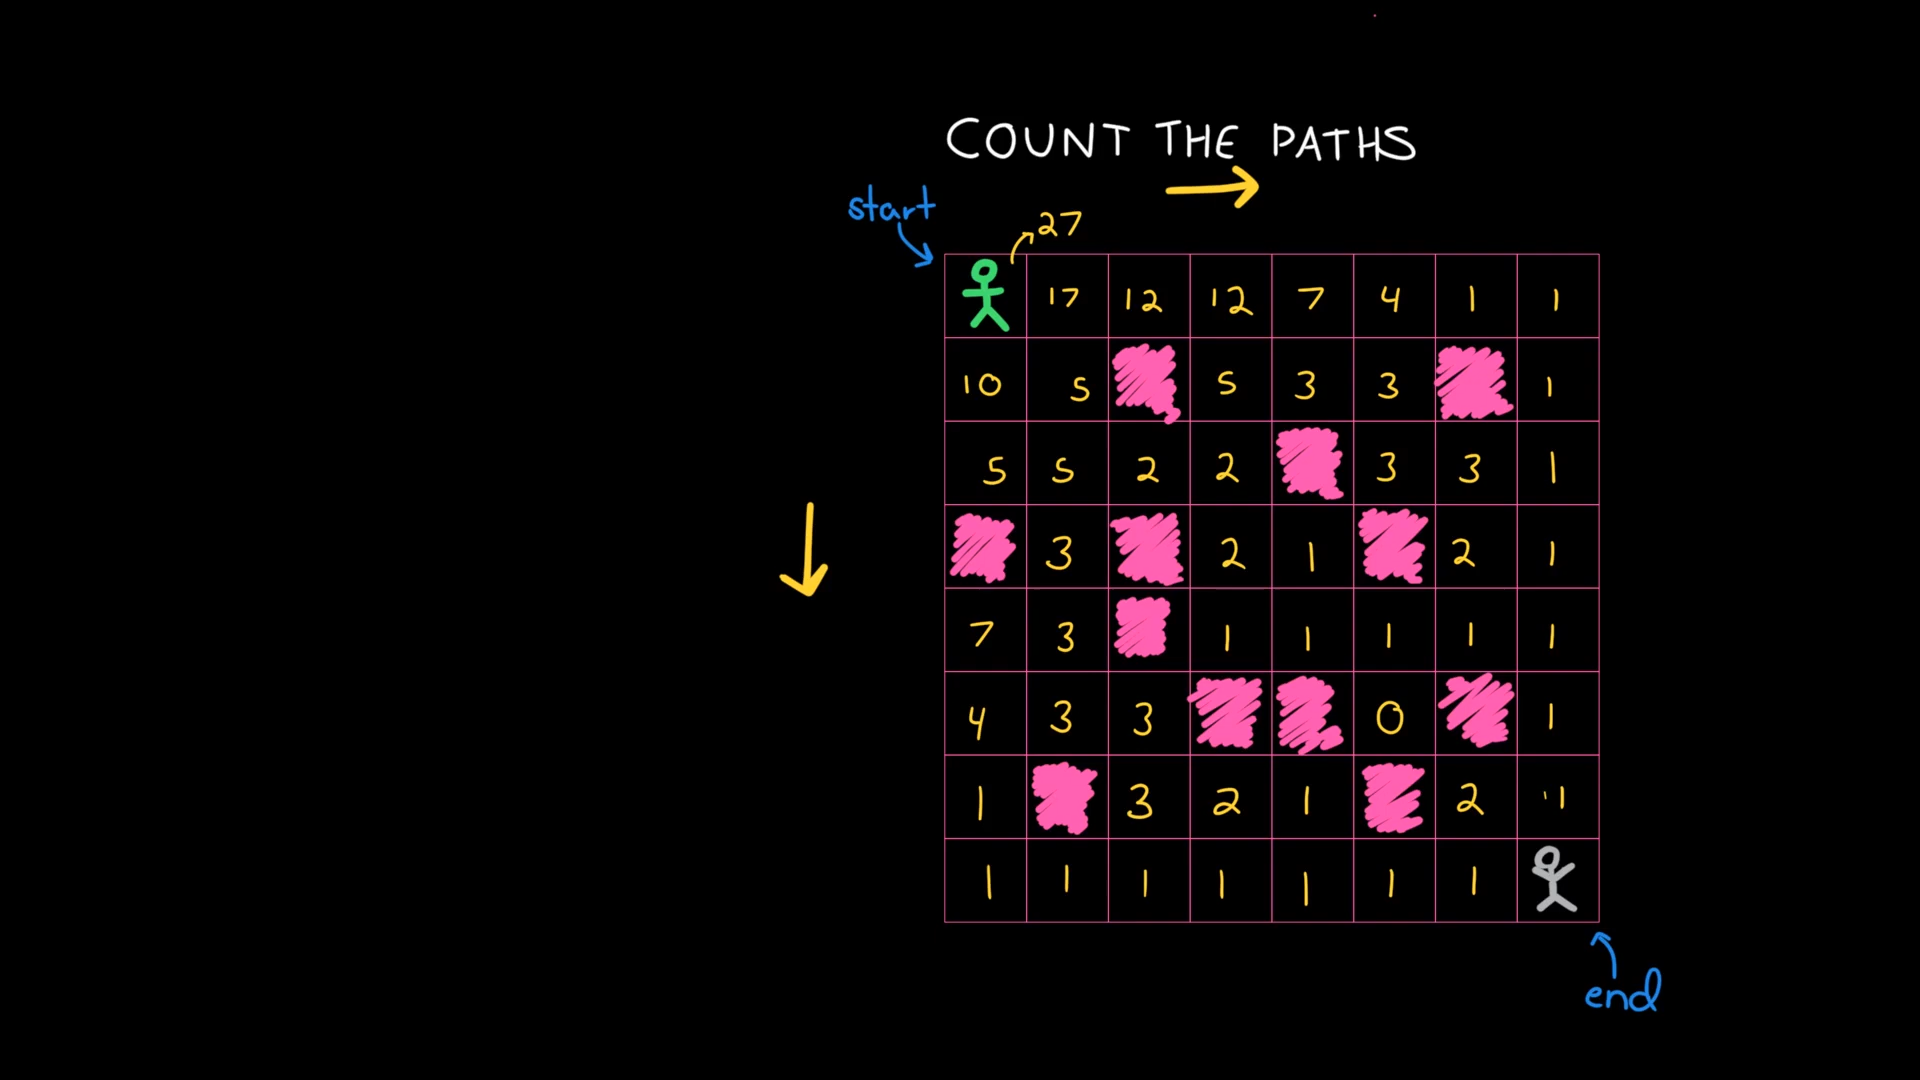 COUNT THE PATHS
start
27
17 12 12 7 4 1 1
10 5 5 3 3 1
5 5 2 2 3 3 1
3 2 1 2 1
7 3 1 1 1 1 1
4 3 3 0 1
1 3 2 1 2 1
1 1 1 1 1 1 1
end